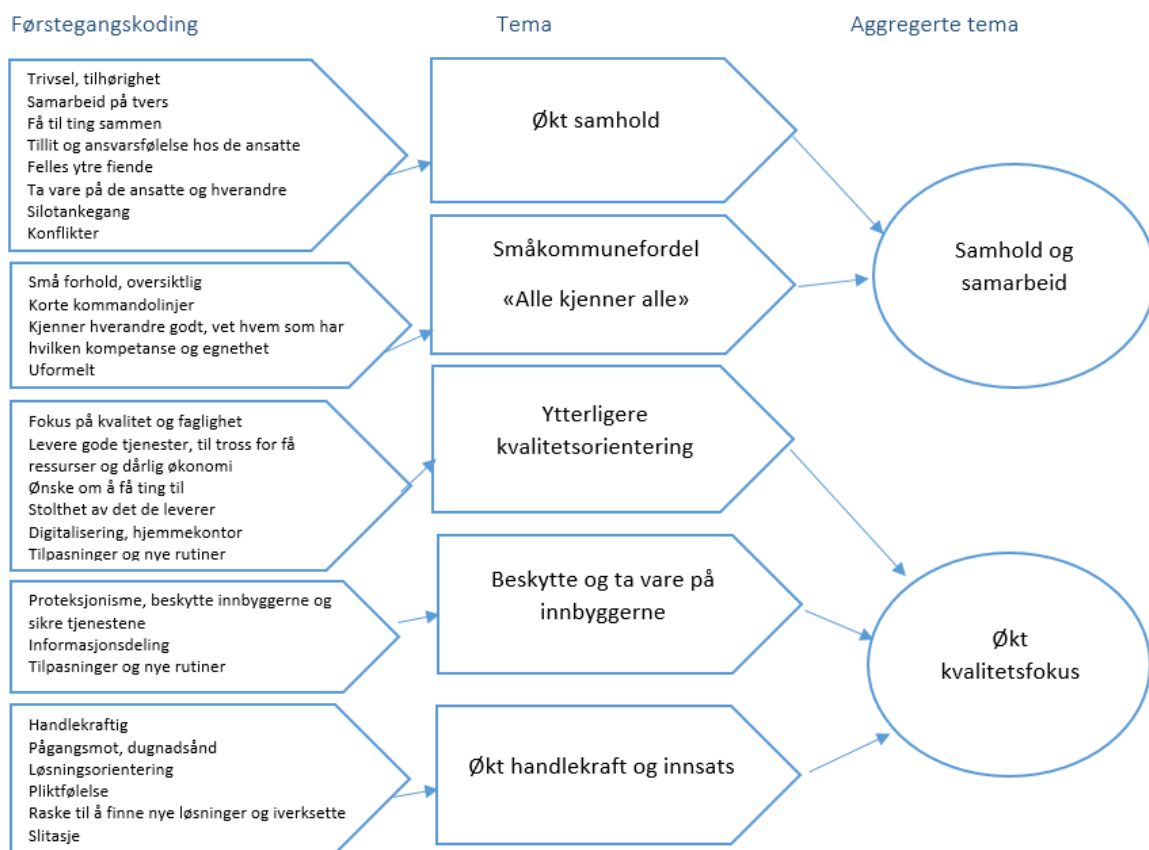 Førstegangskoding
Tema
Aggregerte tema
Trivsel, tilhørighet
Samarbeid på tvers
Få til ting sammen
Tillit og ansvarsfølelse hos de ansatte
Felles ytre fiende
Ta vare på de ansatte og hverandre
Silotankegang
Konflikter
Økt samhold
Små forhold, oversiktlig
Korte kommandolinjer
Kjenner hverandre godt, vet hvem som har
hvilken kompetanse og egnethet
Uformelt
Småkommunefordel
«Alle kjenner alle»
Samhold og
samarbeid
Fokus på kvalitet og faglighet
Levere gode tjenester, til tross for få
ressurser og dårlig økonomi
Ønske om å få ting til
Stolthet av det de leverer
Digitalisering, hjemmekontor
Tilpasninger og nye rutiner
Ytterligere
kvalitetsorientering
Proteksjonisme, beskytte innbyggerne og
sikre tjenestene
Informasjonsdeling
Tilpasninger og nye rutiner
Beskytte og ta vare på
innbyggerne
Handlekraftig
Pågangsmot, dugnadsånd
Løsningsorientering
Pliktfølelse
Raske til å finne nye løsninger og iverksette
Slitasje
Økt handlekraft og innsats
Økt
kvalitetsfokus